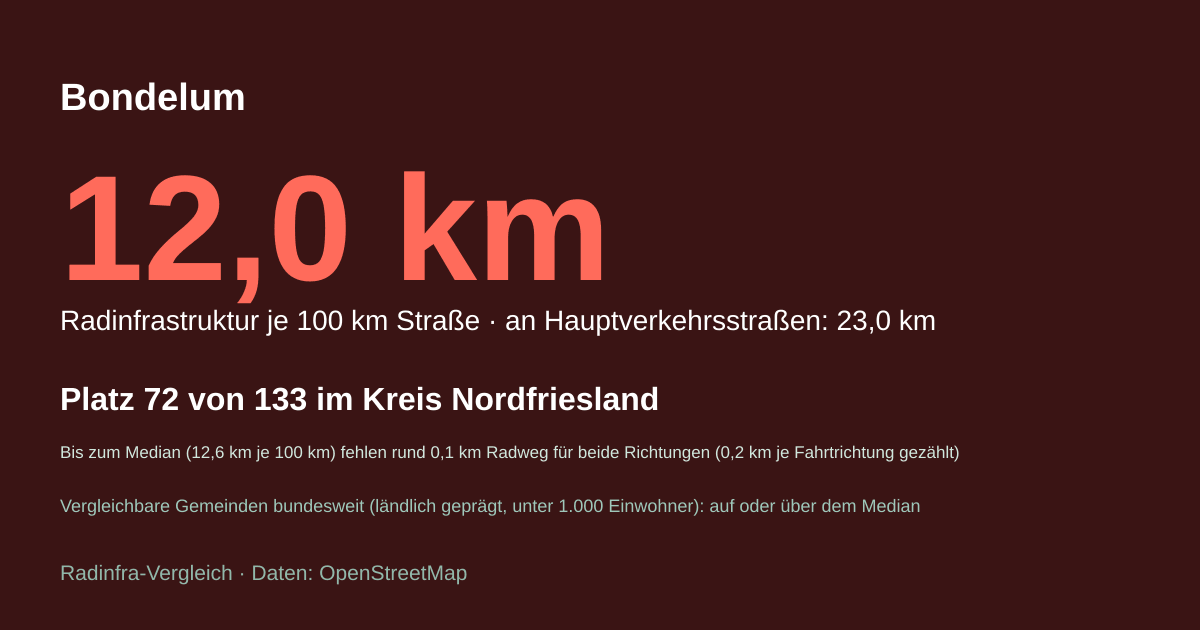 Bondelum
12,0 km
Radinfrastruktur je 100 km Straße · an Hauptverkehrsstraßen: 23,0 km
Platz 72 von 133 im Kreis Nordfriesland
Bis zum Median (12,6 km je 100 km) fehlen rund 0,1 km Radweg für beide Richtungen (0,2 km je Fahrtrichtung gezählt)
Vergleichbare Gemeinden bundesweit (ländlich geprägt, unter 1.000 Einwohner): auf oder über dem Median
Radinfra-Vergleich · Daten: OpenStreetMap